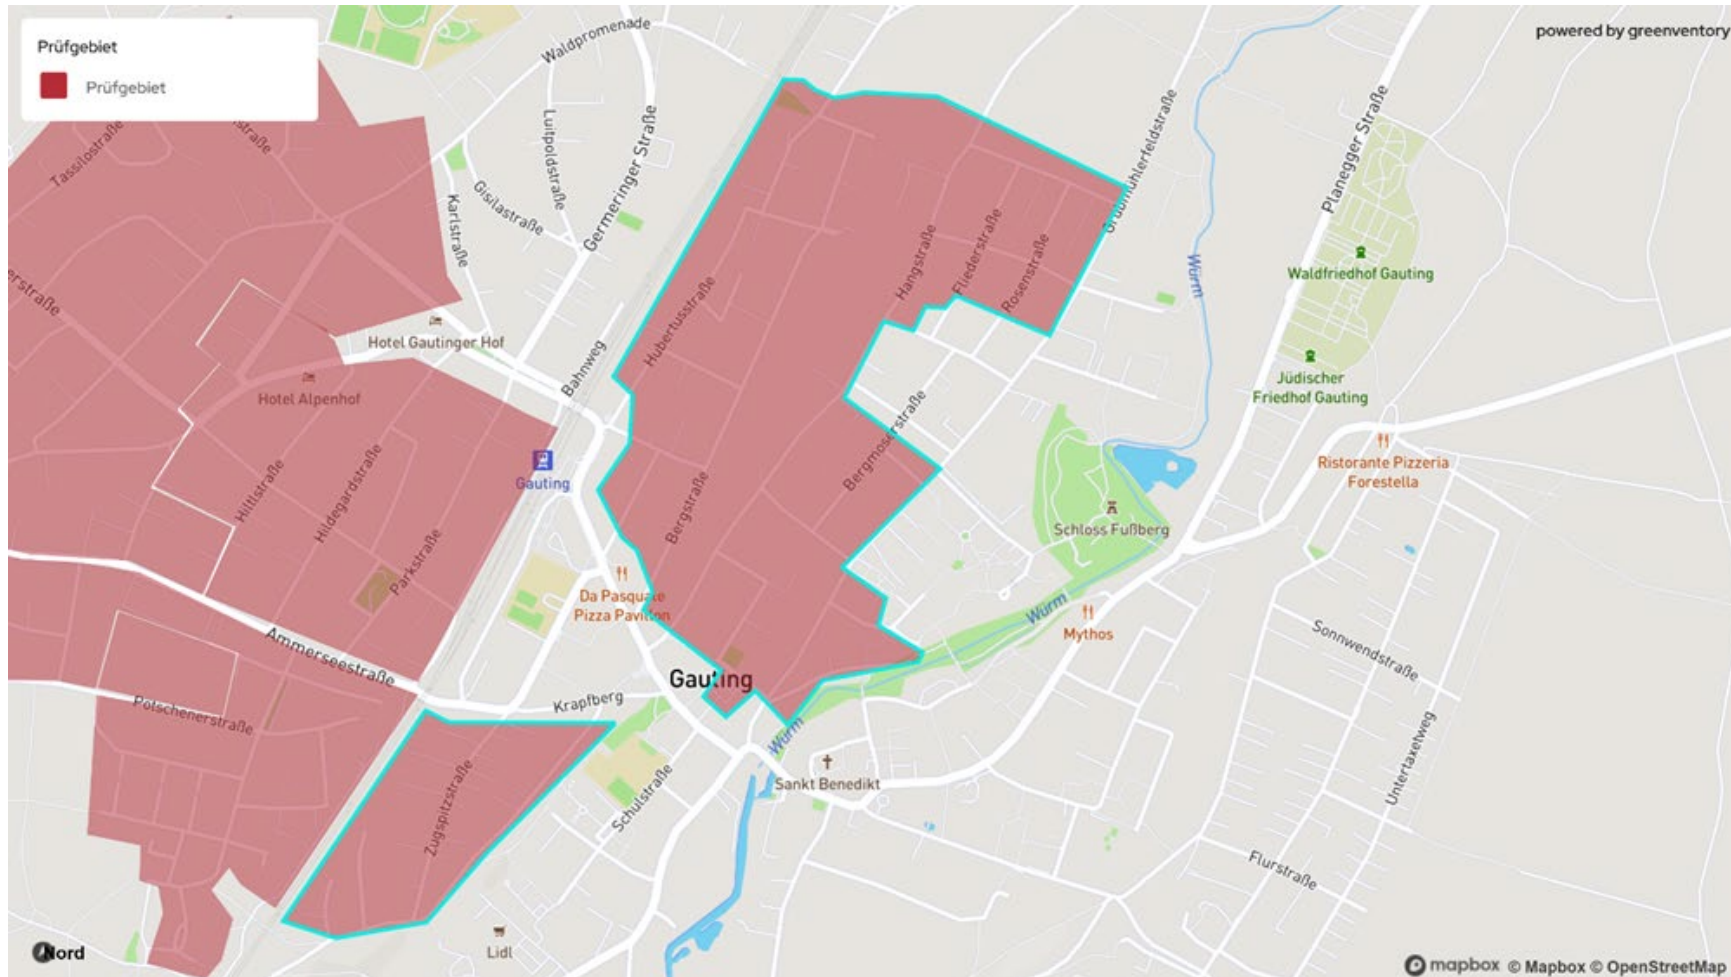 Prüfgebiet
Prüfgebiet
powered by greenventory
Waldpromenade
Tassilostraße
Luitpoldstraße
Germeringer Straße
Gisilastraße
Karlstraße
Grubmühlerfeldstraße
Planegger Straße
Würm
Waldfriedhof Gauting
Hangstraße
Fliederstraße
Rosenstraße
Hubertusstraße
Hotel Gautinger Hof
Bahnweg
Hotel Alpenhof
Jüdischer
Friedhof Gauting
Bergmoserstraße
Ristorante Pizzeria
Forestella
Gauting
Hiltlstraße
Hildegardstraße
Bergstraße
Parkstraße
Schloss Fußberg
Da Pasquale
Pizza Pavillon
Würm
Mythos
Ammerseestraße
Sonnwendstraße
Gauting
Krapfberg
Pötschenerstraße
Würm
Untertaxetweg
Sankt Benedikt
Schulstraße
Zugspitzstraße
Flurstraße
Lidl
Nord
mapbox © Mapbox © OpenStreetMap